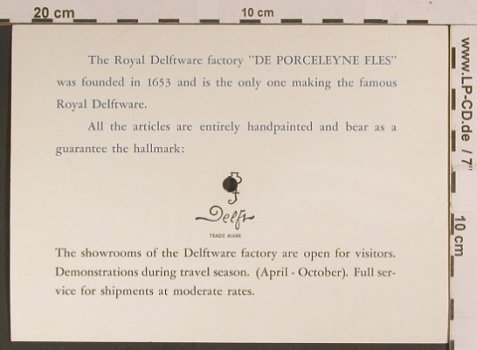 20 cm
10 cm
The Royal Delftware factory "DE PORCELEYNE FLES"
was founded in 1653 and is the only one making the famous
Royal Delftware.
All the articles are entirely handpainted and bear as a
guarantee the hallmark:
Delft
TRADE MARK
The showrooms of the Delftware factory are open for visitors.
Demonstrations during travel season. (April - October). Full ser-
vice for shipments at moderate rates.
www.LP-CD.de / 7"
10 cm